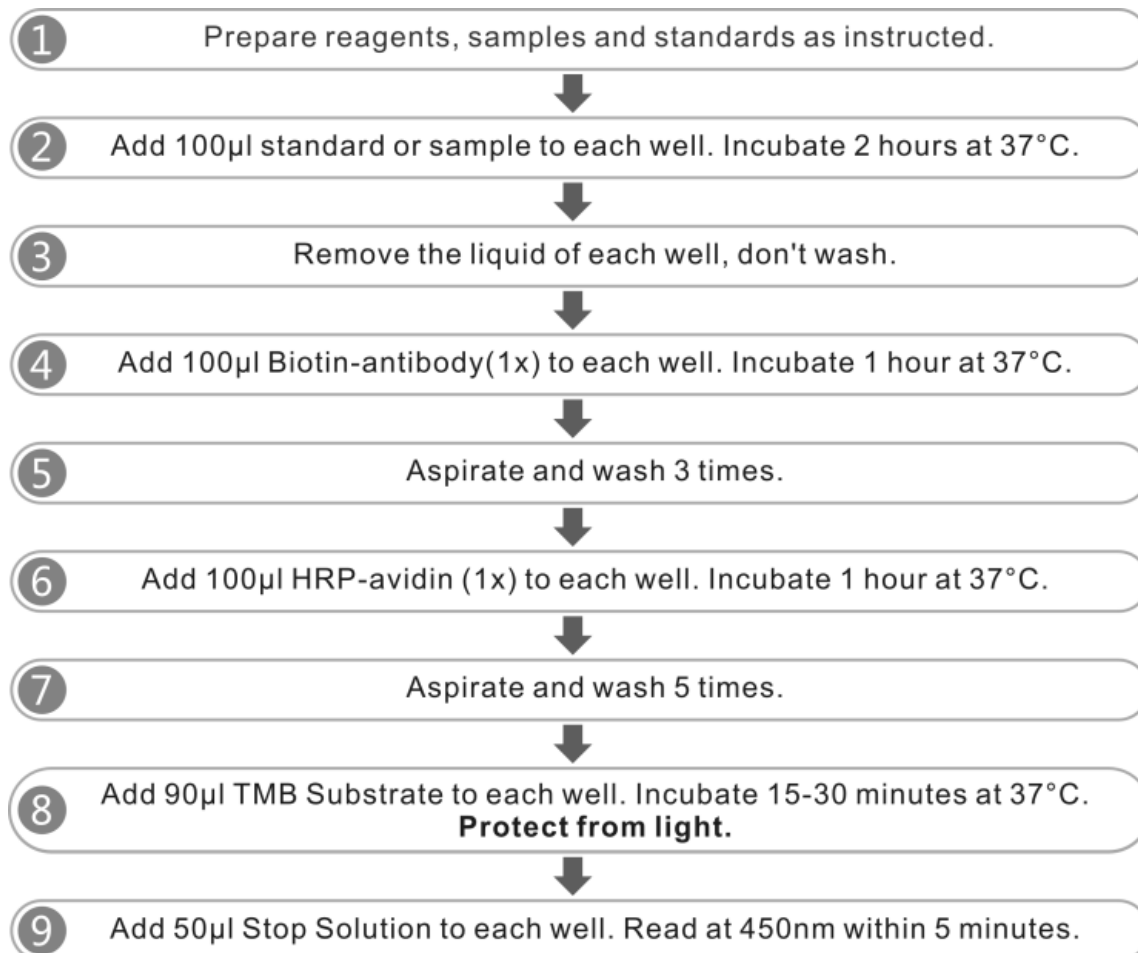 1 Prepare reagents, samples and standards as instructed.
2 Add 100µl standard or sample to each well. Incubate 2 hours at 37°C.
3 Remove the liquid of each well, don't wash.
4 Add 100µl Biotin-antibody(1x) to each well. Incubate 1 hour at 37°C.
5 Aspirate and wash 3 times.
6 Add 100µl HRP-avidin (1x) to each well. Incubate 1 hour at 37°C.
7 Aspirate and wash 5 times.
8 Add 90µl TMB Substrate to each well. Incubate 15-30 minutes at 37°C.
Protect from light.
9 Add 50µl Stop Solution to each well. Read at 450nm within 5 minutes.